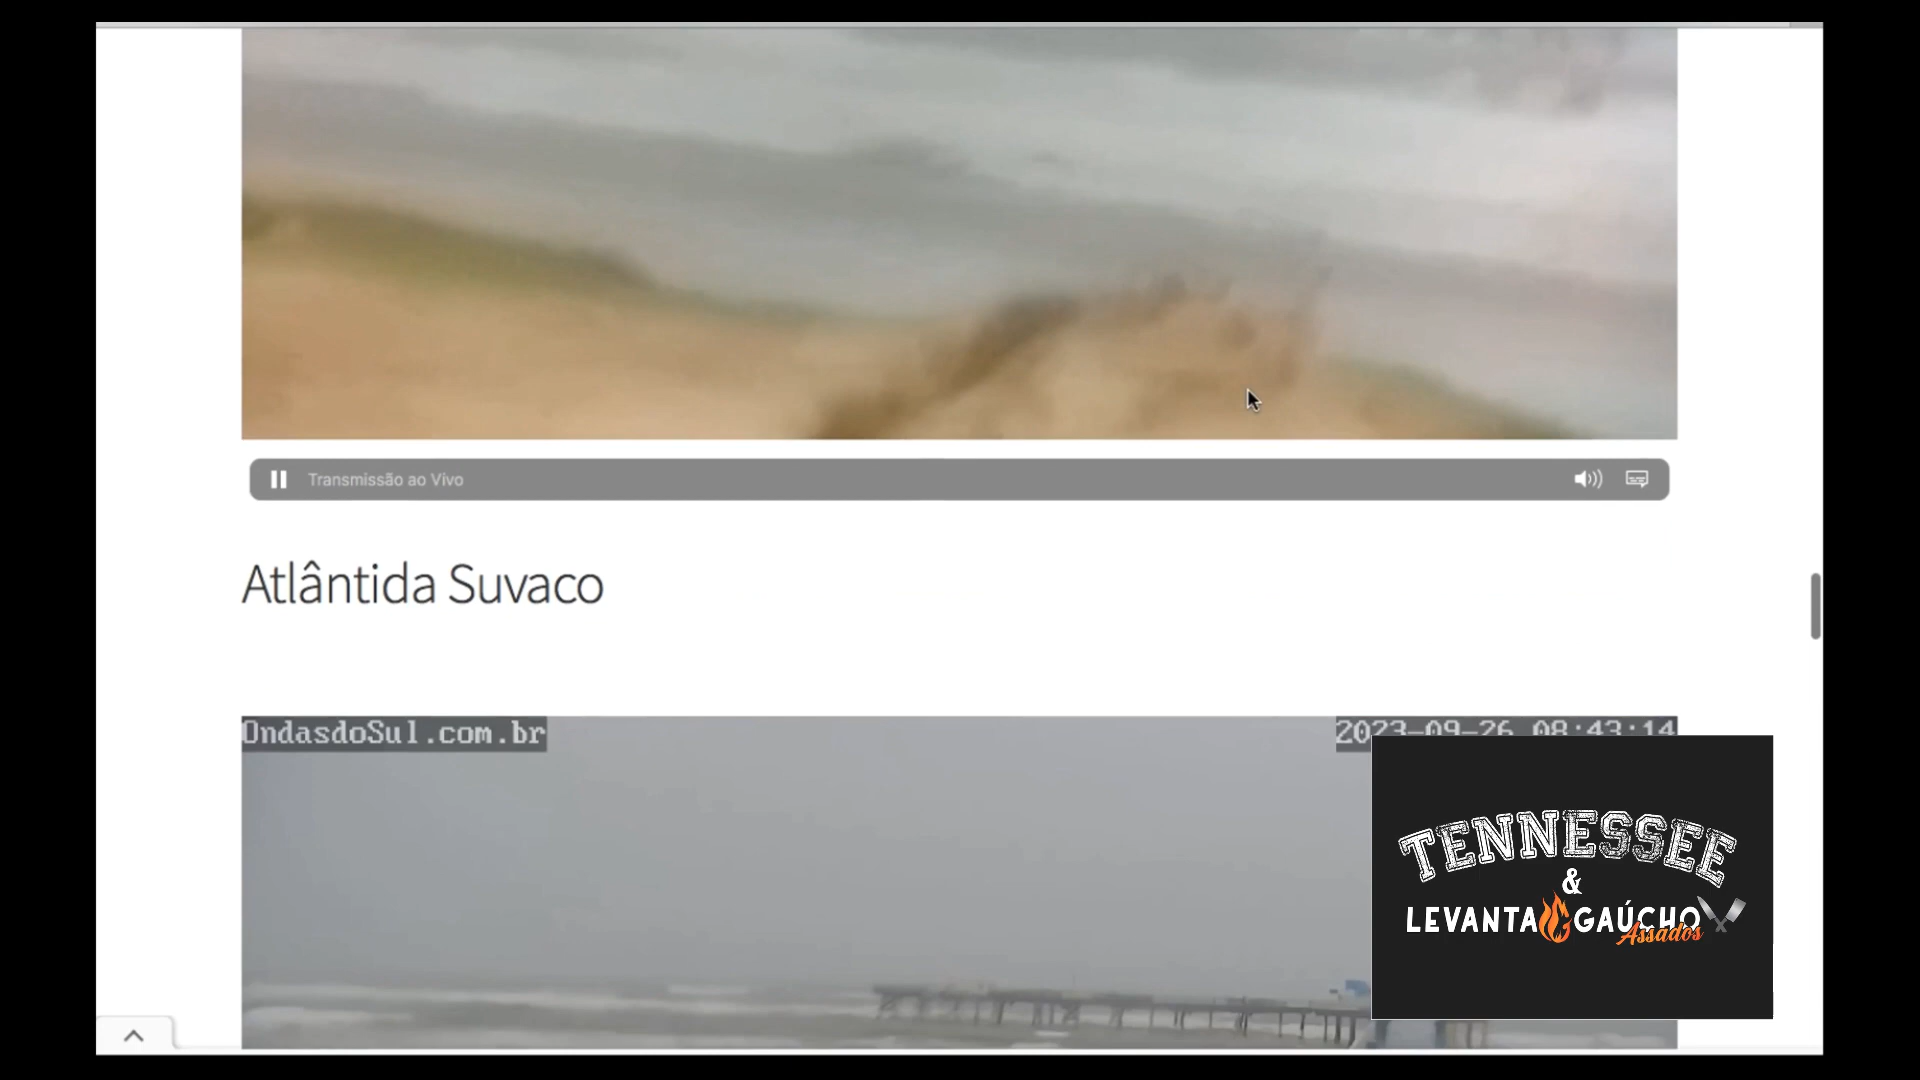 Transmissão ao Vivo
Atlântida Suvaco
OndasdoSul.com.br
2023-09-26 08:43:14
TENNESSEE
&
LEVANTA GAÚCHO
Assados